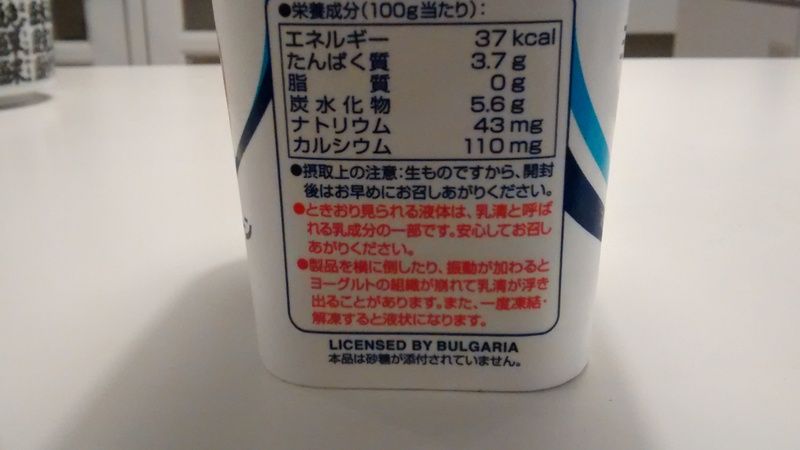 ●栄養成分(100g当たり):
エネルギー 37 kcal
たんぱく質 3.7 g
脂質 0 g
炭水化物 5.6 g
ナトリウム 43 mg
カルシウム 110 mg
●摂取上の注意:生ものですから、開封
後はお早めにお召しあがりください。
●ときおり見られる液体は、乳清と呼ば
れる乳成分の一部です。安心してお召し
あがりください。
●製品を横に倒したり、振動が加わると
ヨーグルトの組織が崩れて乳清が浮き
出ることがあります。また、一度凍結・
解凍すると液状になります。
LICENSED BY BULGARIA
本品は砂糖が添付されていません。